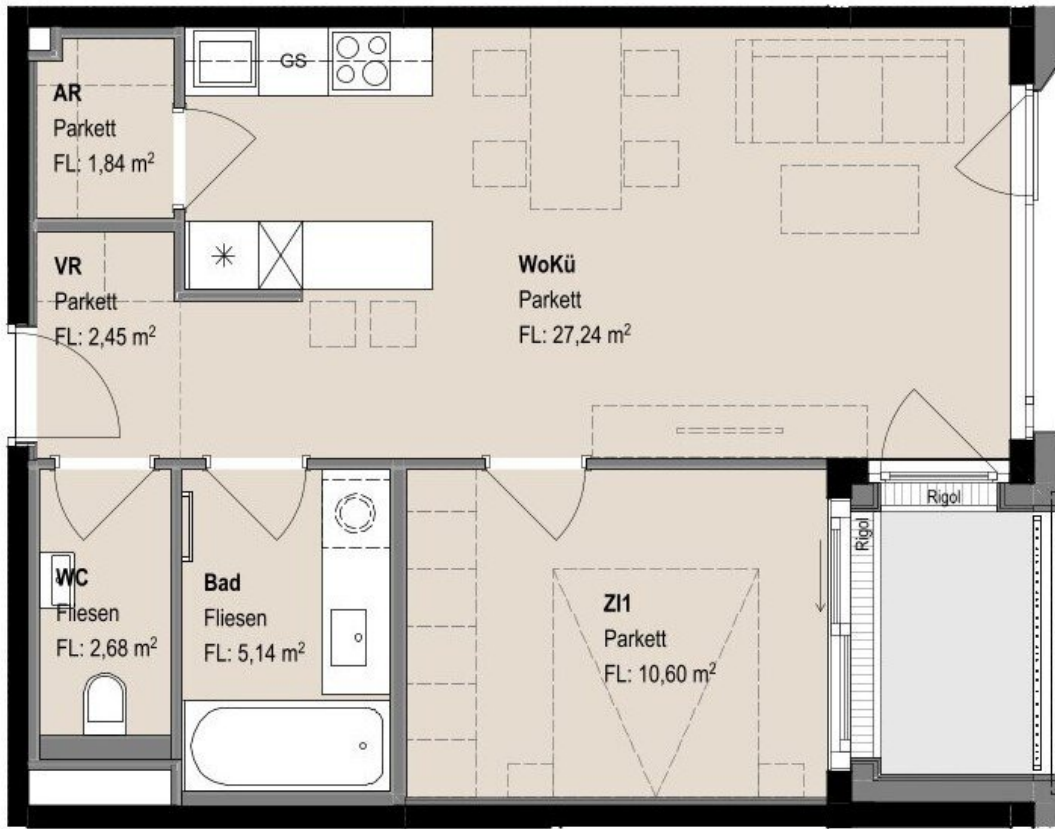 AR
Parkett
FL: 1,84 m²
GS
VR
Parkett
FL: 2,45 m²
WoKü
Parkett
FL: 27,24 m²
WC
Fliesen
FL: 2,68 m²
Bad
Fliesen
FL: 5,14 m²
ZI1
Parkett
FL: 10,60 m²
Rigol
Rigol